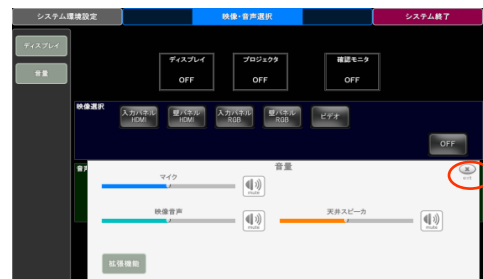 システム環境設定
映像・音声選択
システム終了
ディスプレイ
音量
ディスプレイ
OFF
プロジェクタ
OFF
確認モニタ
OFF
映像選択
入力パネル
HDMI
壁パネル
HDMI
入力パネル
RGB
壁パネル
RGB
ビデオ
OFF
音量
マイク
mute
映像音声
mute
天井スピーカ
mute
拡張機能